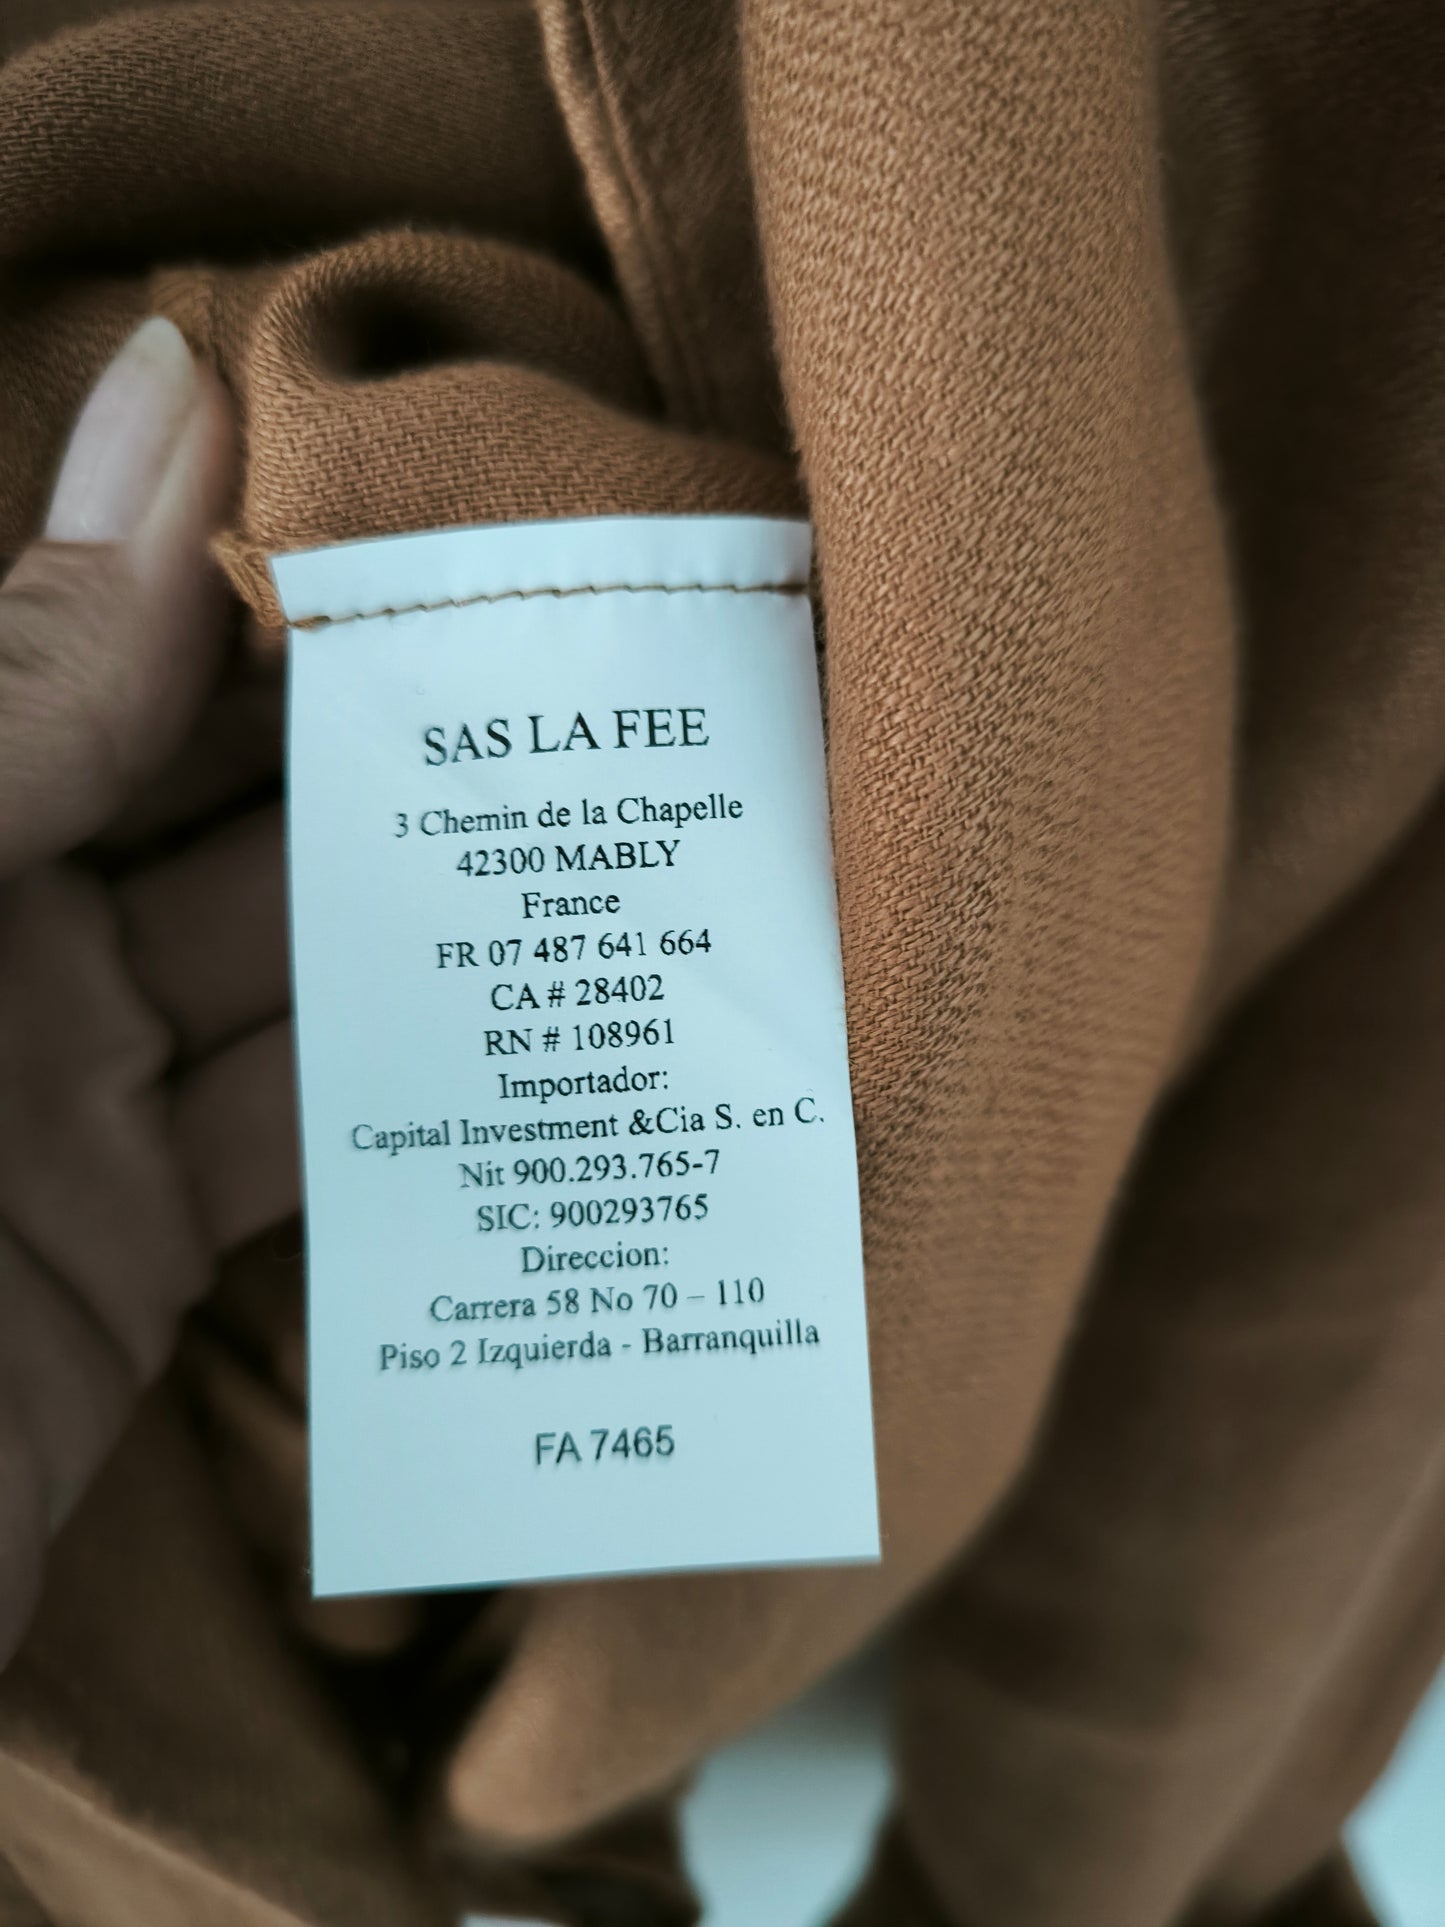 SAS LA FEE
3 Chemin de la Chapelle
42300 MABLY
France
FR 07 487 641 664
CA # 28402
RN # 108961
Importador:
Capital Investment &Cia S. en C.
Nit 900.293.765-7
SIC: 900293765
Direccion:
Carrera 58 No 70 – 110
Piso 2 Izquierda - Barranquilla
FA 7465